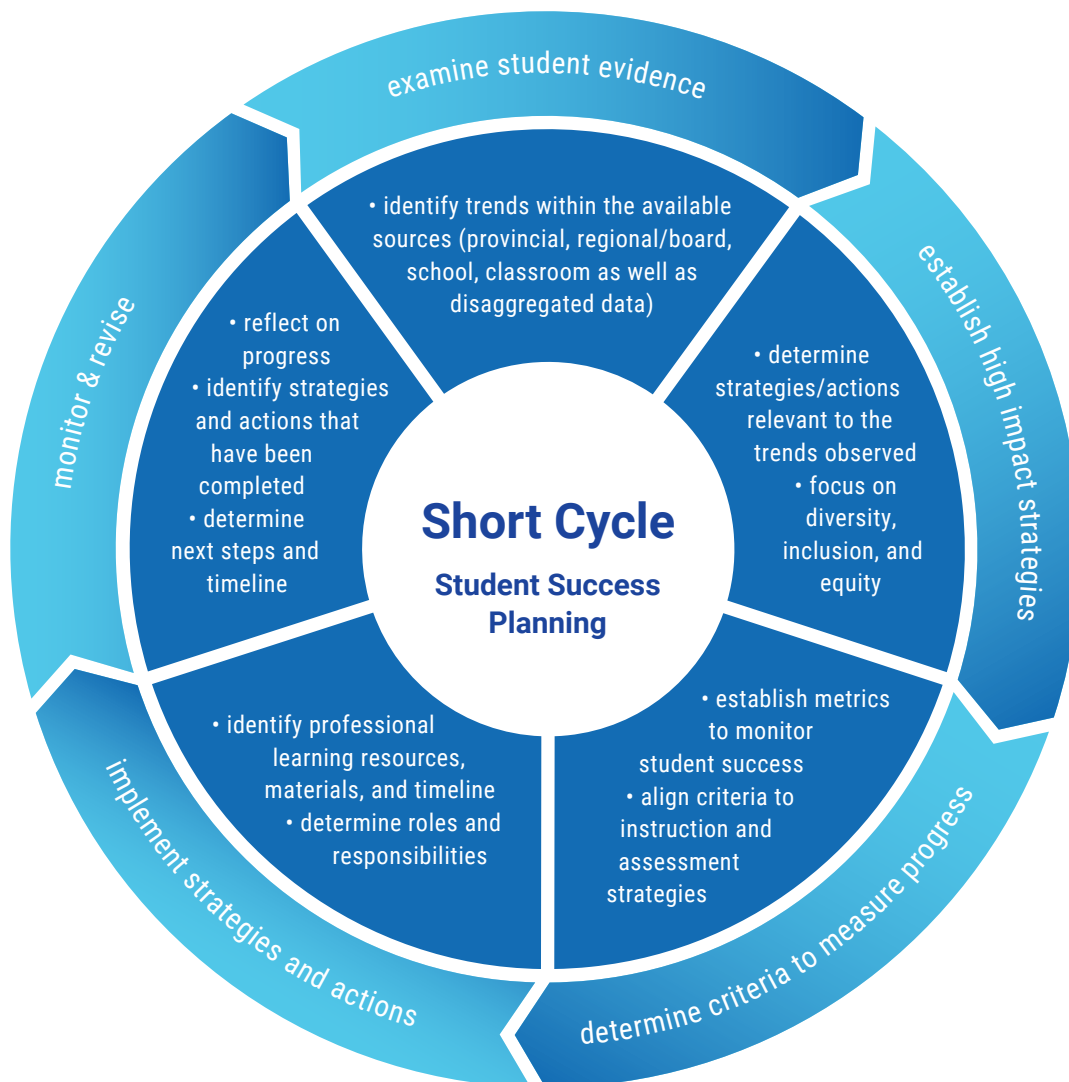 examine student evidence
• identify trends within the available
sources (provincial, regional/board,
school, classroom as well as
disaggregated data)
establish high impact strategies
• determine
strategies/actions
relevant to the
trends observed
• focus on
diversity,
inclusion, and
equity
determine criteria to measure progress
• establish metrics
to monitor
student success
• align criteria to
instruction and
assessment
strategies
implement strategies and actions
• identify professional
learning resources,
materials, and timeline
• determine roles and
responsibilities
monitor & revise
• reflect on
progress
• identify strategies
and actions that
have been
completed
• determine
next steps and
timeline
Short Cycle
Student Success
Planning